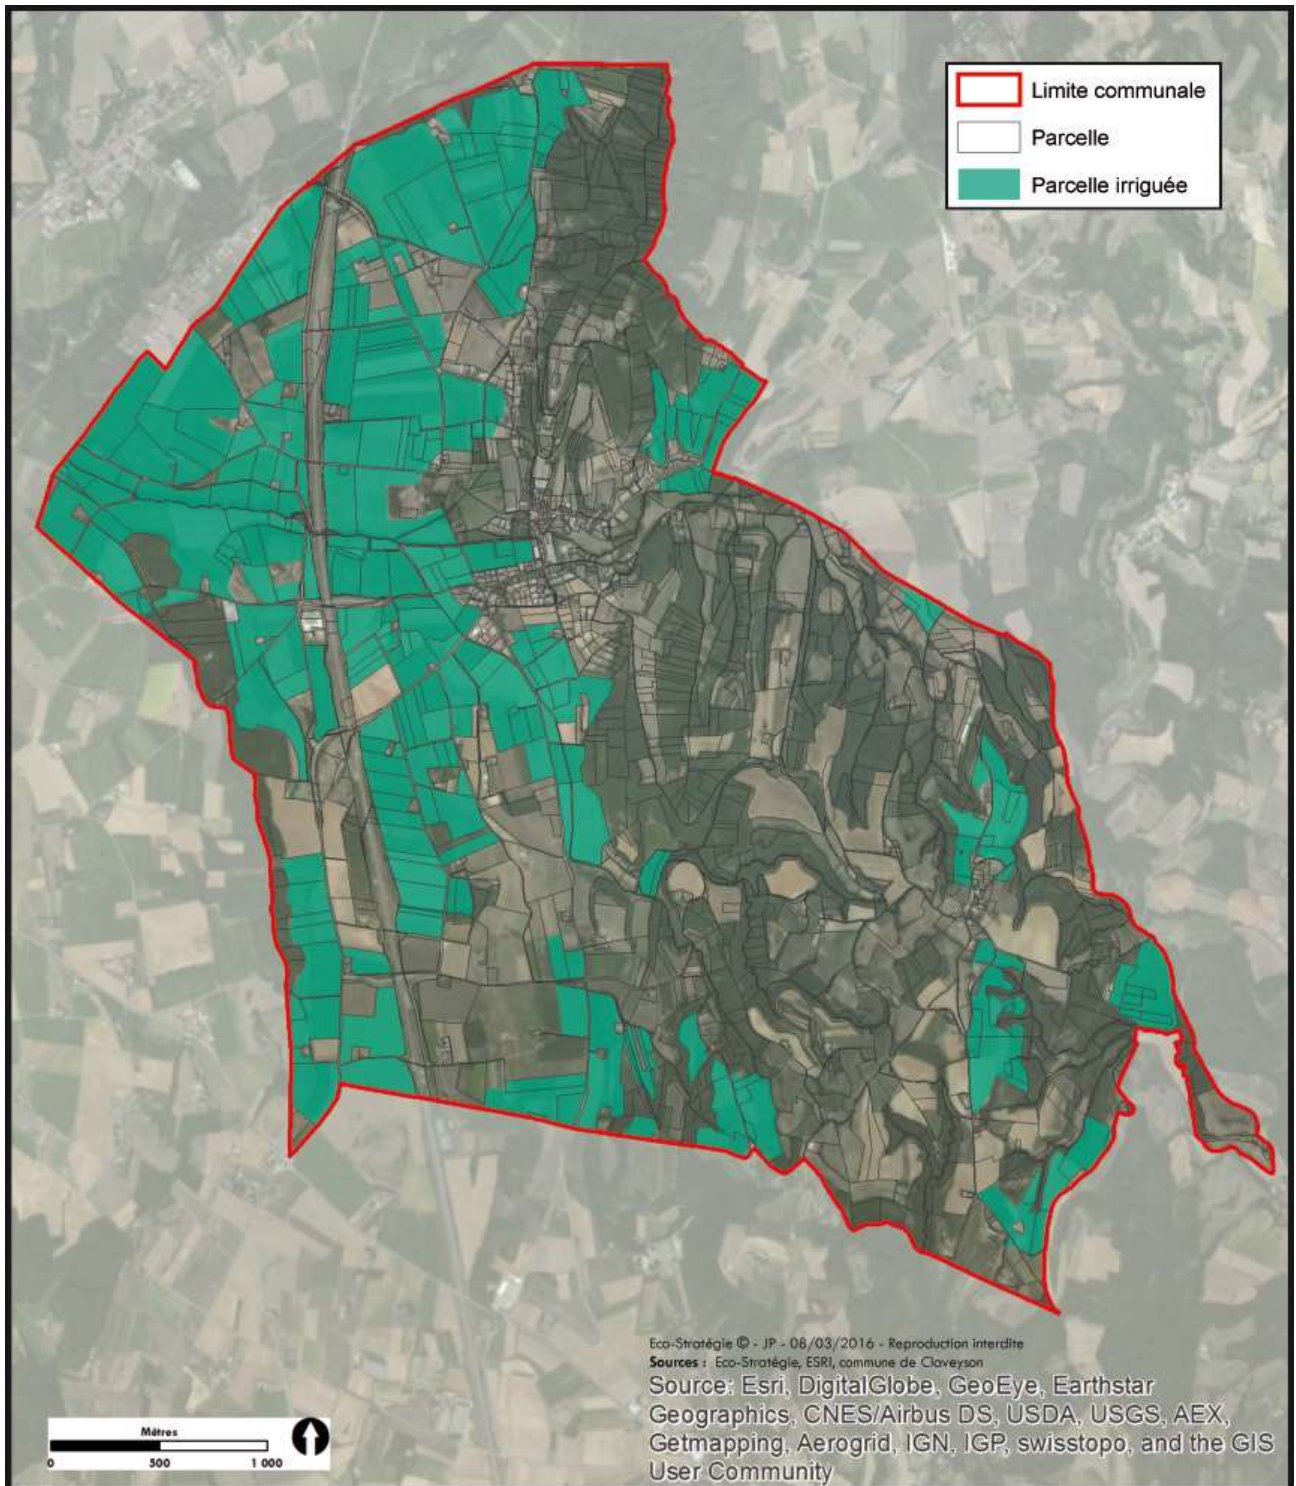 Limite communale
Parcelle
Parcelle irriguée
Eco-Stratégie © - JP - 08/03/2016 - Reproduction interdite
Sources : Eco-Stratégie, ESRI, commune de Claveyson
Source: Esri, DigitalGlobe, GeoEye, Earthstar
Geographics, CNES/Airbus DS, USDA, USGS, AEX,
Getmapping, Aerogrid, IGN, IGP, swisstopo, and the GIS
User Community
Mètres
0 500 1 000